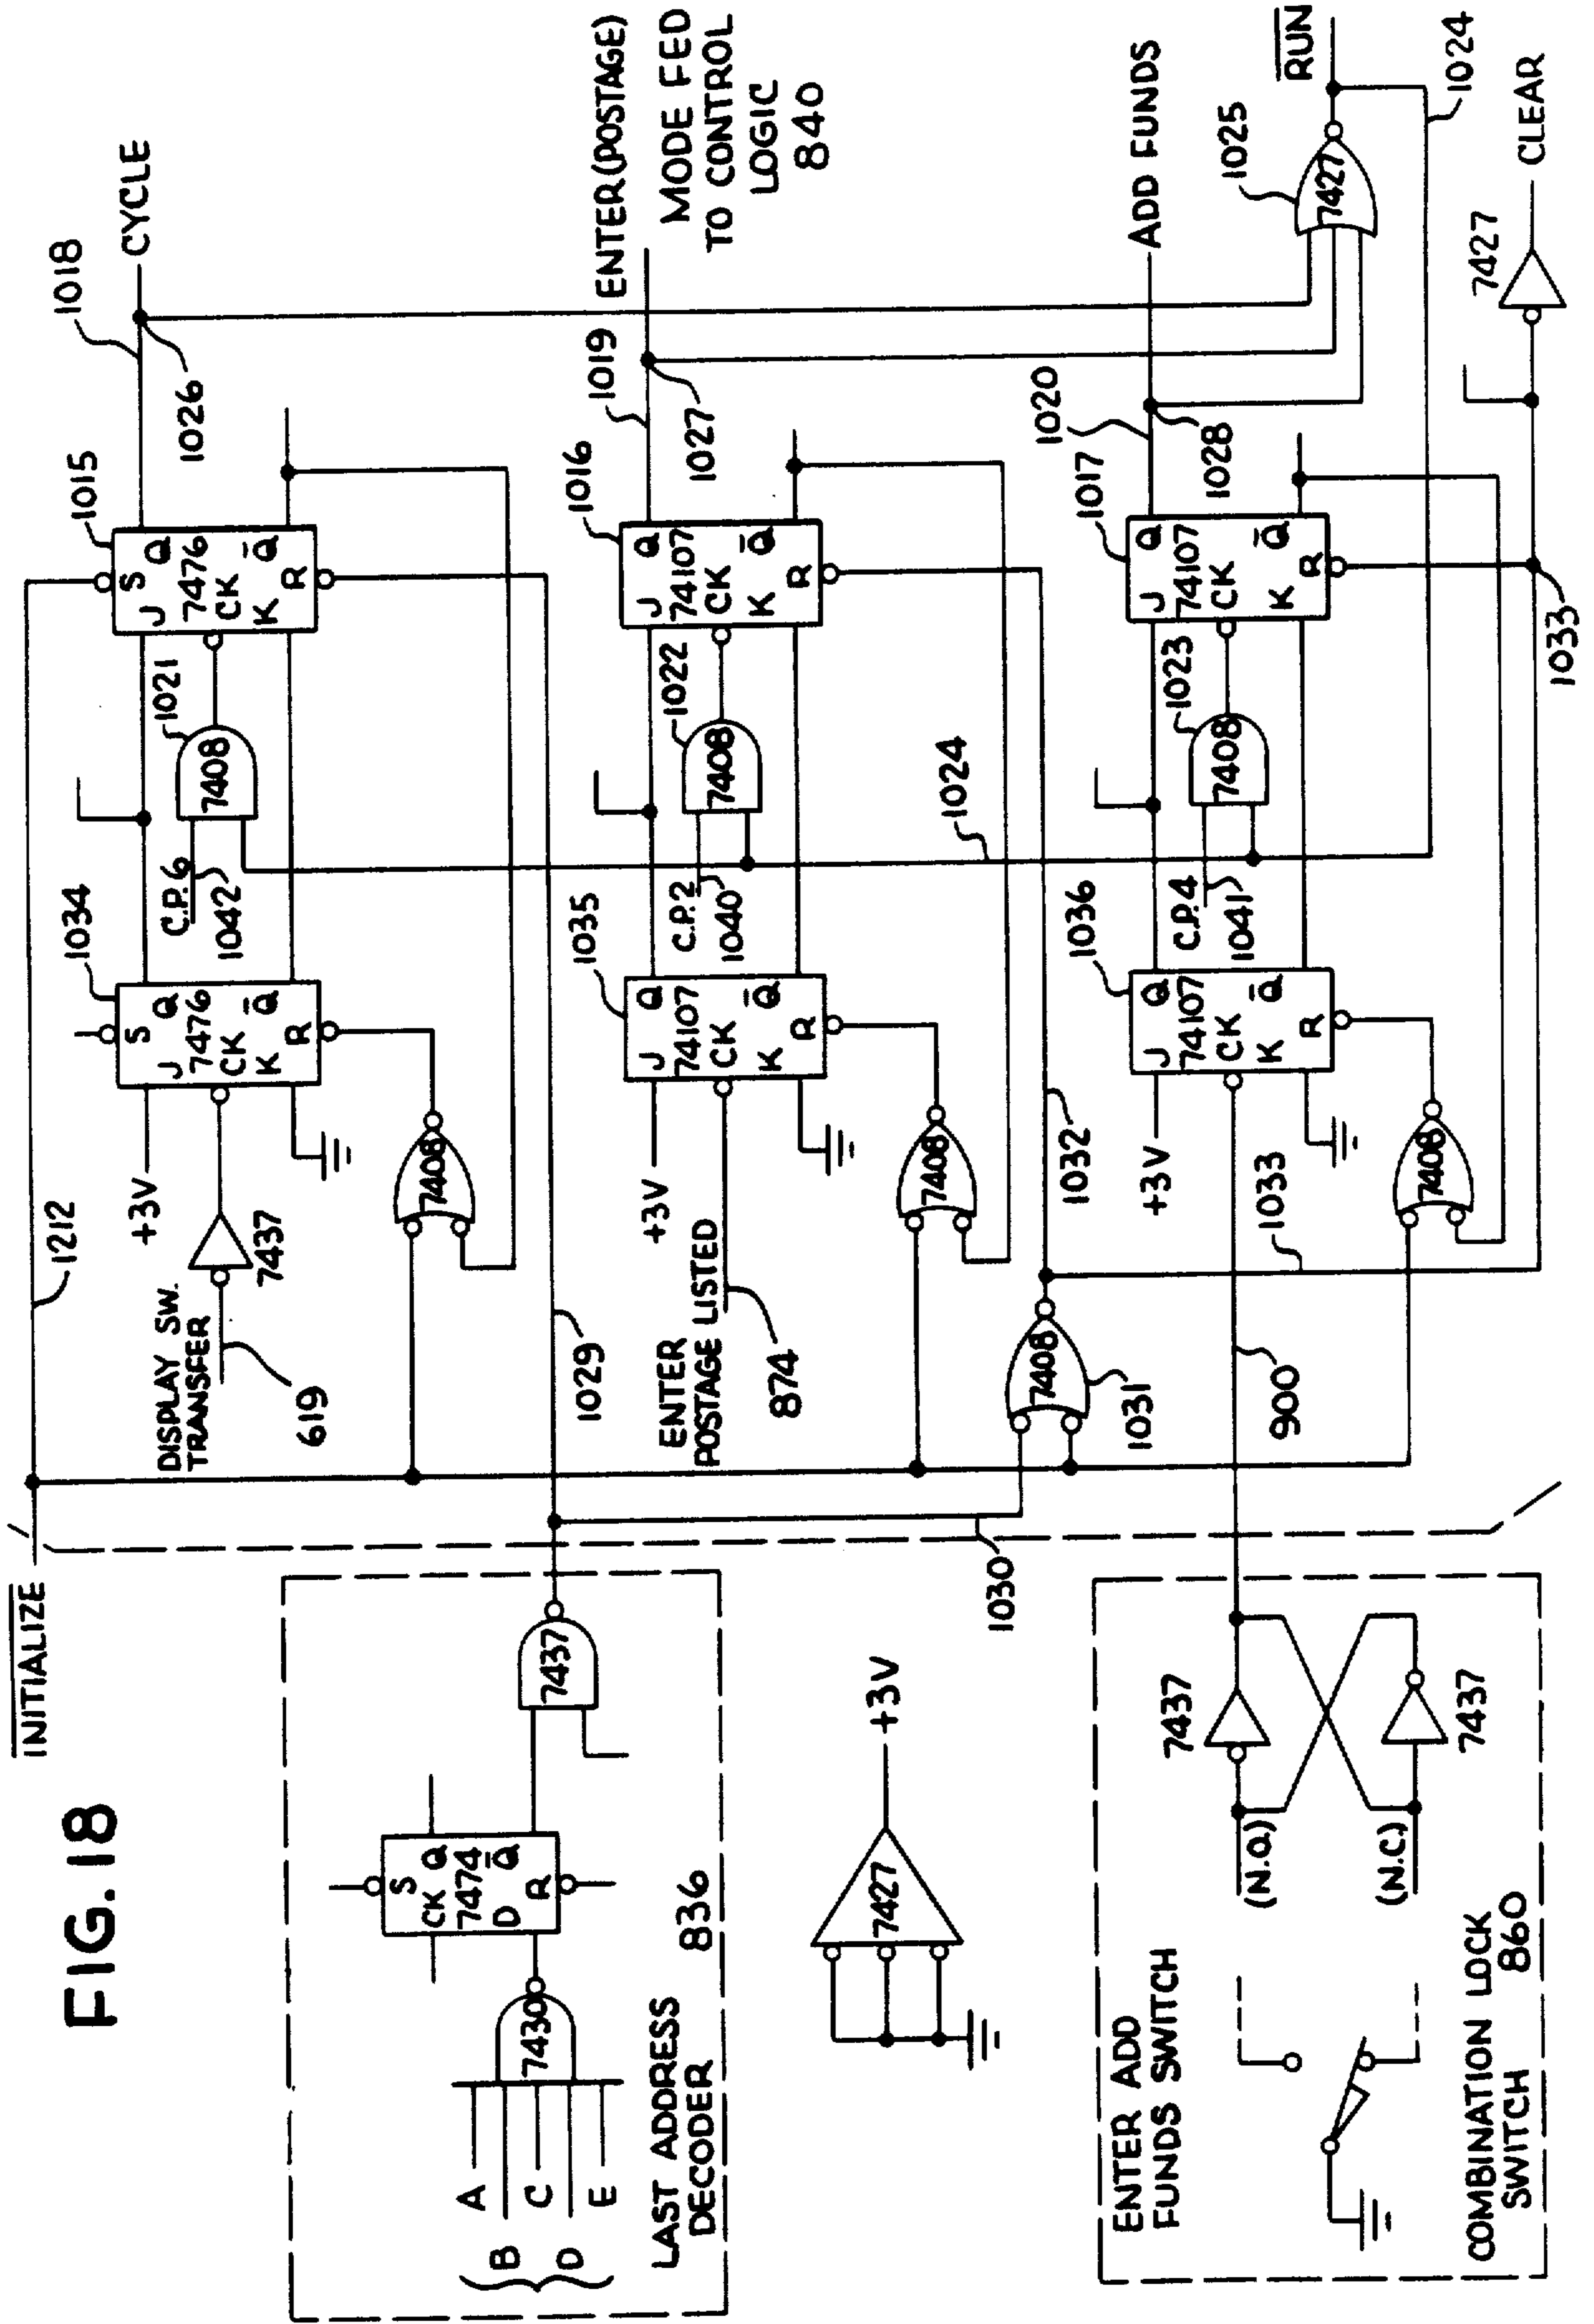 FIG. 18
INITIALIZE
1212
DISPLAY SW.
TRANSFER
619
7437
+3V
1034
S
J
Q
7476
CK
K
Q
R
7408
C.P.6
1042
1021
7408
1015
S
J
Q
7476
CK
K
Q
R
1018
CYCLE
1026
1029
A
B
C
D
E
7430
S
CK
Q
7474
D
Q
R
7437
LAST ADDRESS
DECODER
836
1030
ENTER
POSTAGE LISTED
874
+3V
1035
J
Q
74107
CK
K
Q
R
7408
C.P.2
1040
1022
7408
1016
J
Q
74107
CK
K
Q
R
1019
1027
ENTER (POSTAGE)
MODE FED
TO CONTROL
LOGIC
840
7427
+3V
7408
1031
1032
1024
1033
ENTER ADD
FUNDS SWITCH
(N.O.)
(N.C.)
7437
7437
COMBINATION LOCK
SWITCH
860
900
+3V
1036
J
Q
74107
CK
K
Q
R
7408
C.P.4
1041
1023
7408
1017
J
Q
74107
CK
K
Q
R
1020
1028
ADD FUNDS
1025
7427
RUN
1024
1033
7427
CLEAR